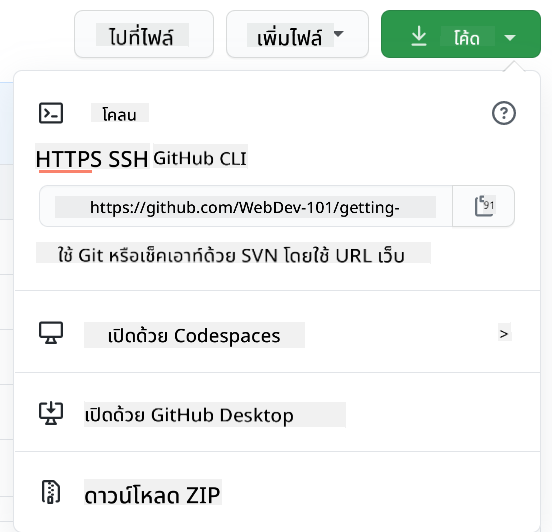 ไปที่ไฟล์ เพิ่มไฟล์ โค้ด
โคลน
HTTPS SSH GitHub CLI
https://github.com/WebDev-101/getting-
ใช้ Git หรือเช็คเอาท์ด้วย SVN โดยใช้ URL เว็บ
เปิดด้วย Codespaces >
เปิดด้วย GitHub Desktop
ดาวน์โหลด ZIP